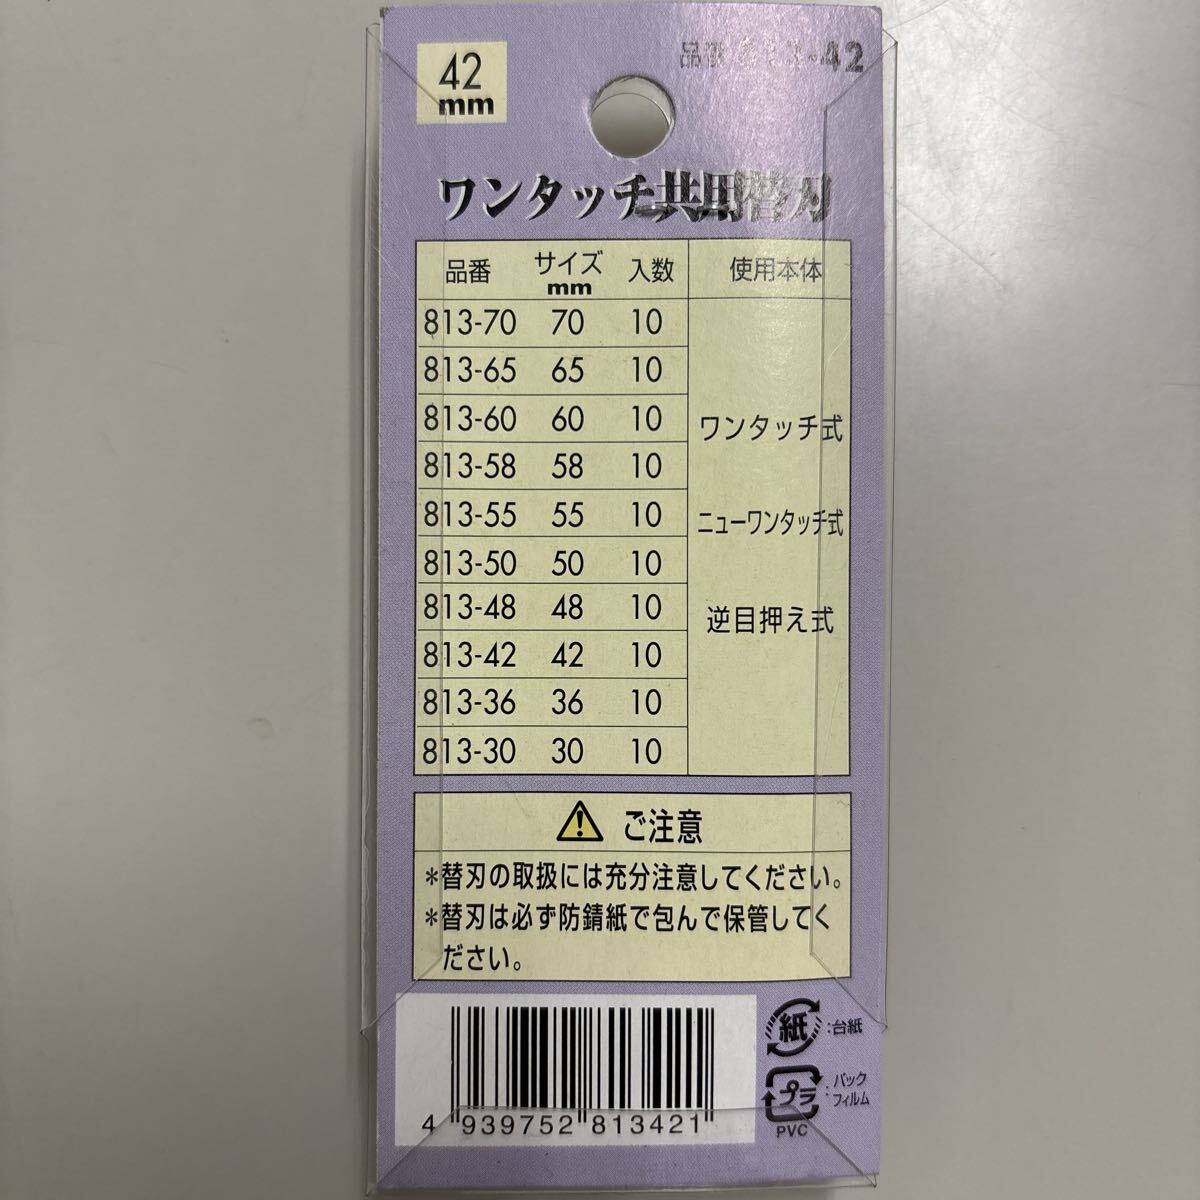 42
mm
品番 813-42
ワンタッチ共用替刃
品番 サイズmm 入数 使用本体
813-70 70 10
813-65 65 10
813-60 60 10
813-58 58 10
813-55 55 10
813-50 50 10
813-48 48 10
813-42 42 10
813-36 36 10
813-30 30 10
ワンタッチ式
ニューワンタッチ式
逆目押え式
ご注意
*替刃の取扱には充分注意してください。
*替刃は必ず防錆紙で包んで保管してく
ださい。
4 939752 813421
紙 :台紙
プラ :パック
フィルム
PVC